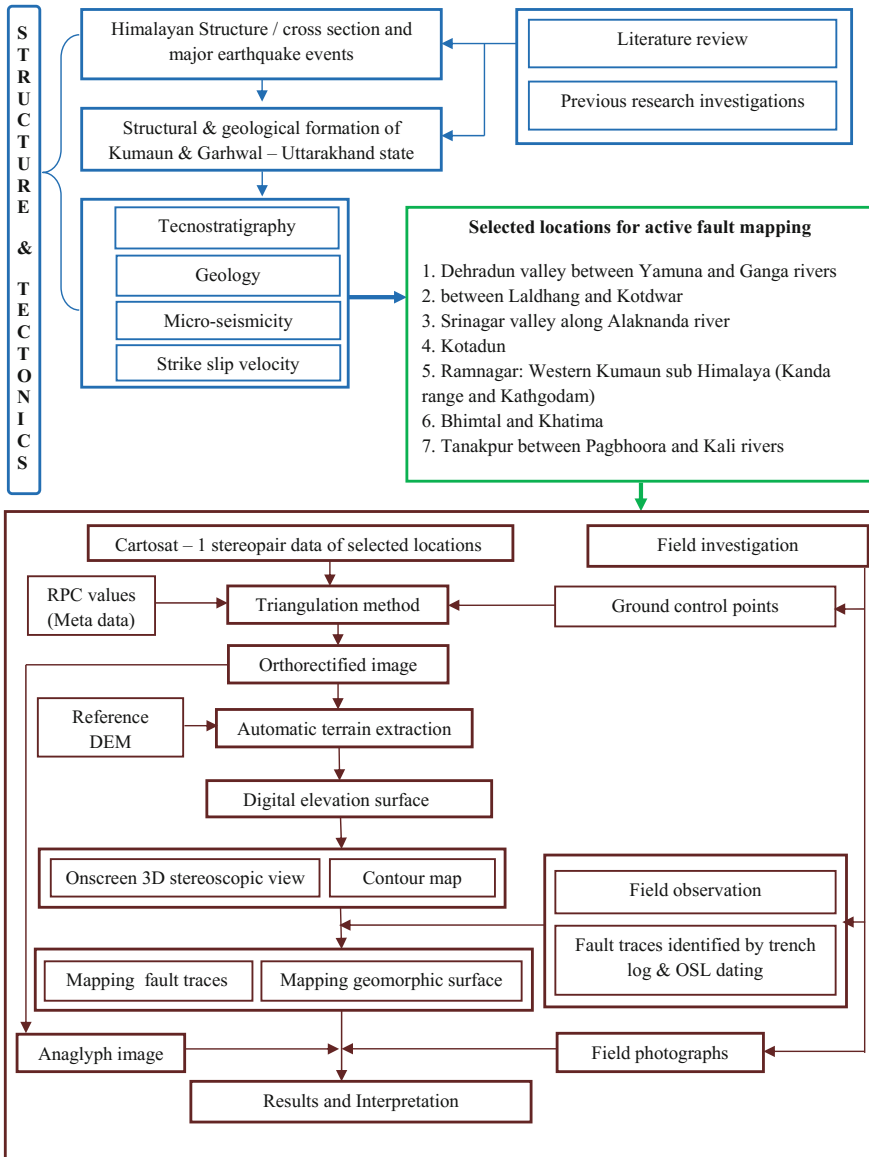 STRUCTURE & TECTONICS
Himalayan Structure / cross section and
major earthquake events
Literature review
Previous research investigations
Structural & geological formation of
Kumaun & Garhwal – Uttarakhand state
Tecnostratigraphy
Geology
Micro-seismicity
Strike slip velocity
Selected locations for active fault mapping
1. Dehradun valley between Yamuna and Ganga rivers
2. between Laldhang and Kotdwar
3. Srinagar valley along Alaknanda river
4. Kotadun
5. Ramnagar: Western Kumaun sub Himalaya (Kanda
range and Kathgodam)
6. Bhimtal and Khatima
7. Tanakpur between Pagbhoora and Kali rivers
Cartosat – 1 stereopair data of selected locations
Field investigation
RPC values
(Meta data)
Triangulation method
Ground control points
Orthorectified image
Reference
DEM
Automatic terrain extraction
Digital elevation surface
Onscreen 3D stereoscopic view
Contour map
Field observation
Fault traces identified by trench
log & OSL dating
Mapping fault traces
Mapping geomorphic surface
Anaglyph image
Field photographs
Results and Interpretation